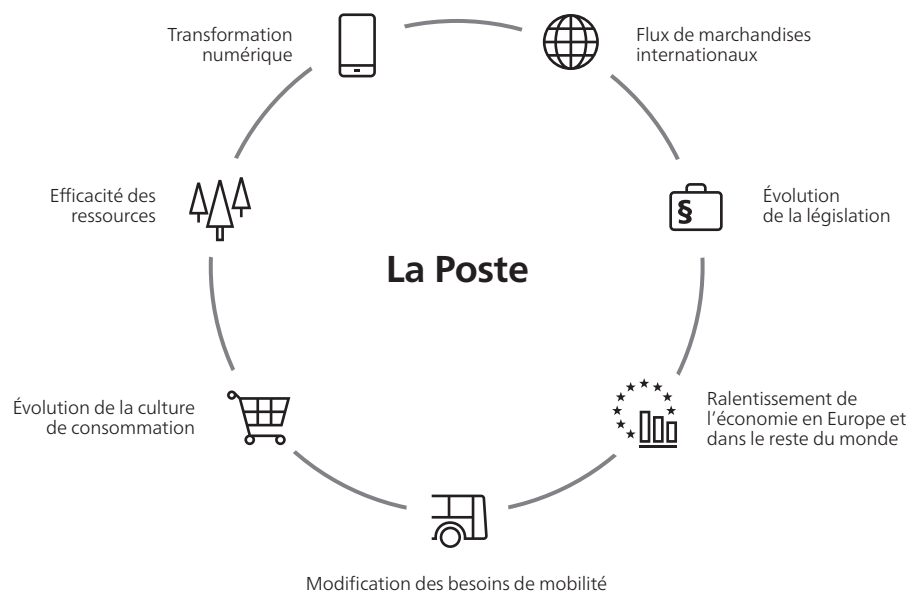 Transformation
numérique
Flux de marchandises
internationaux
Efficacité des
ressources
§
Évolution
de la législation
La Poste
Évolution de la culture
de consommation
Ralentissement de
l’économie en Europe et
dans le reste du monde
Modification des besoins de mobilité